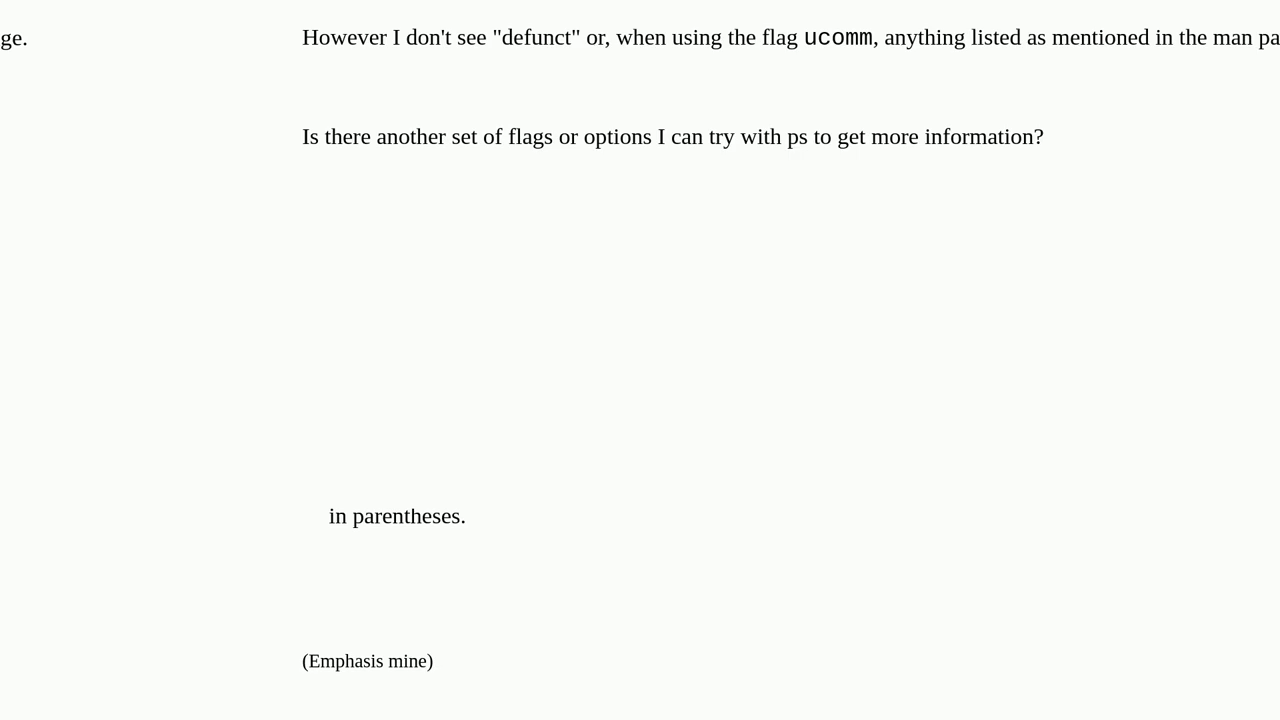 ge.
However I don't see "defunct" or, when using the flag ucomm, anything listed as mentioned in the man pa
Is there another set of flags or options I can try with ps to get more information?
in parentheses.
(Emphasis mine)